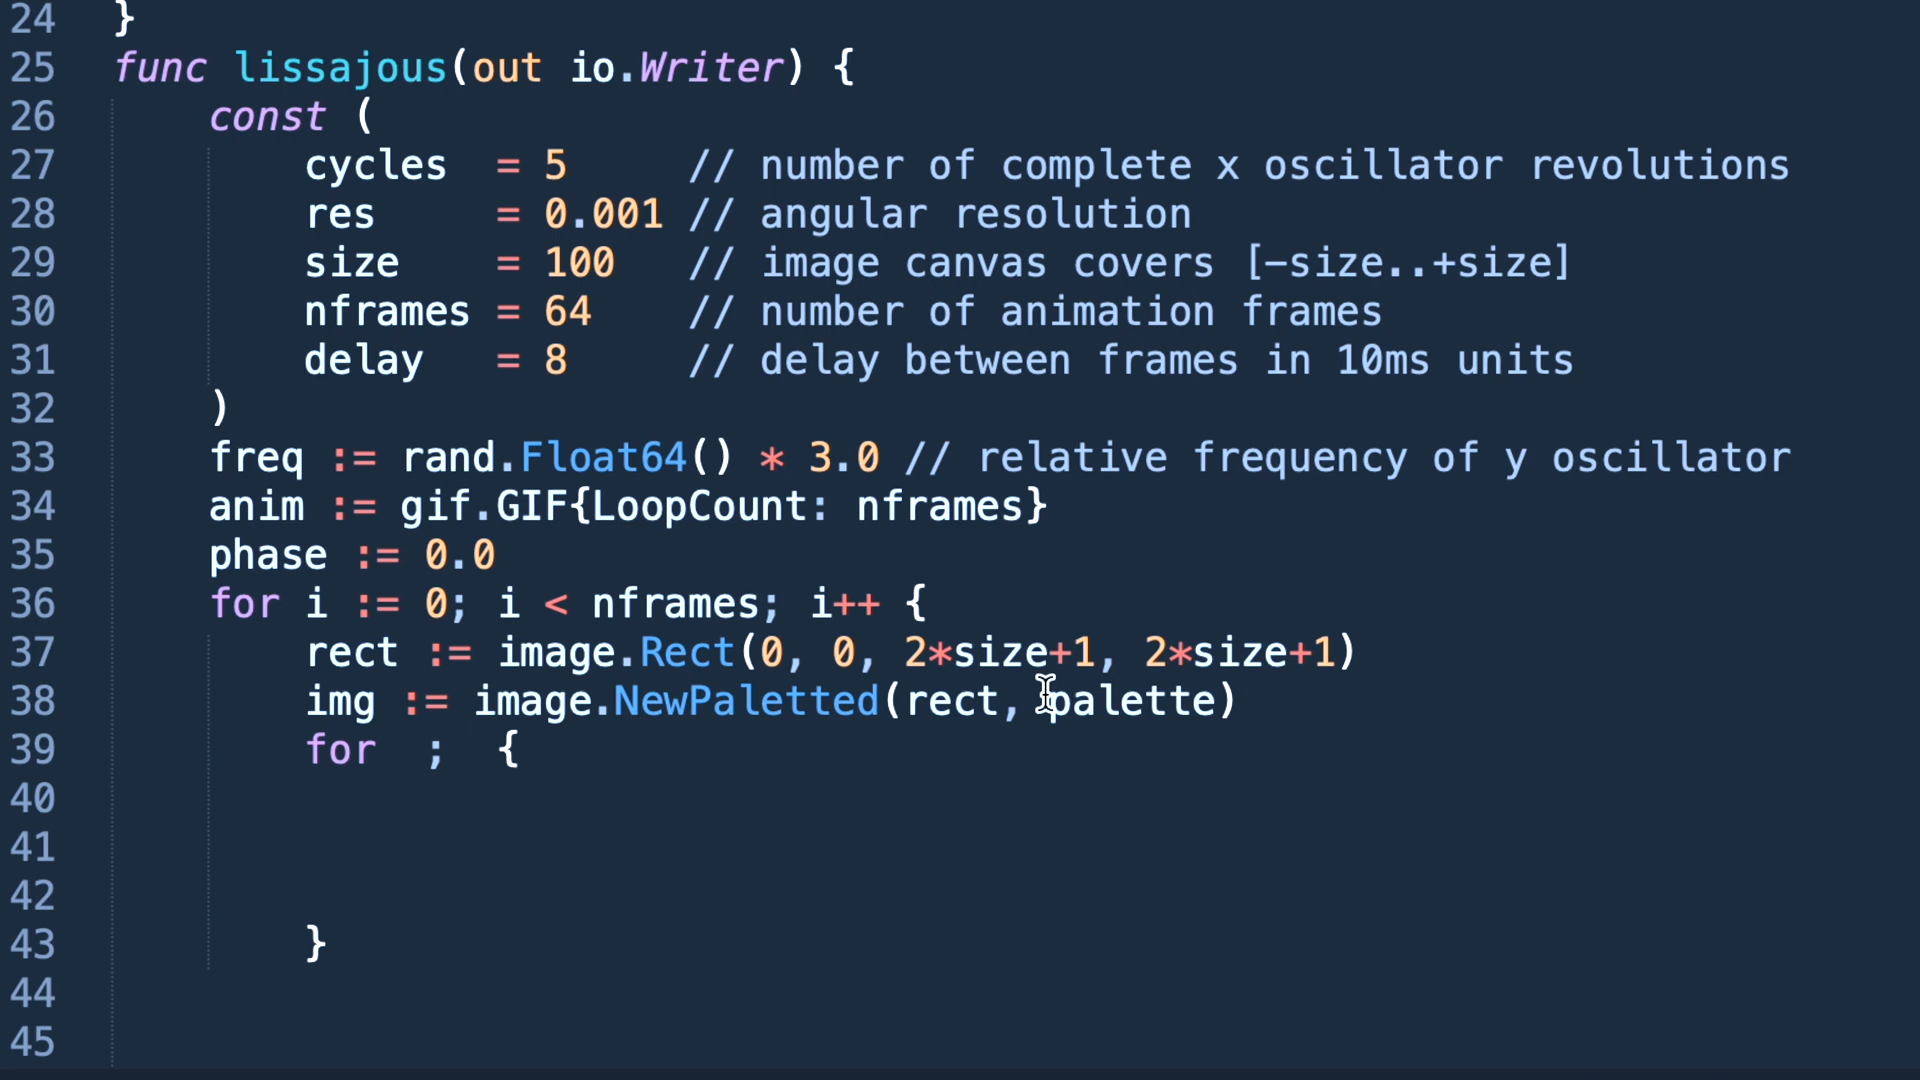 24 }
25 func lissajous(out io.Writer) {
26 const (
27 cycles = 5 // number of complete x oscillator revolutions
28 res = 0.001 // angular resolution
29 size = 100 // image canvas covers [-size..+size]
30 nframes = 64 // number of animation frames
31 delay = 8 // delay between frames in 10ms units
32 )
33 freq := rand.Float64() * 3.0 // relative frequency of y oscillator
34 anim := gif.GIF{LoopCount: nframes}
35 phase := 0.0
36 for i := 0; i < nframes; i++ {
37 rect := image.Rect(0, 0, 2*size+1, 2*size+1)
38 img := image.NewPaletted(rect, palette)
39 for ; {
40
41
42
43 }
44
45